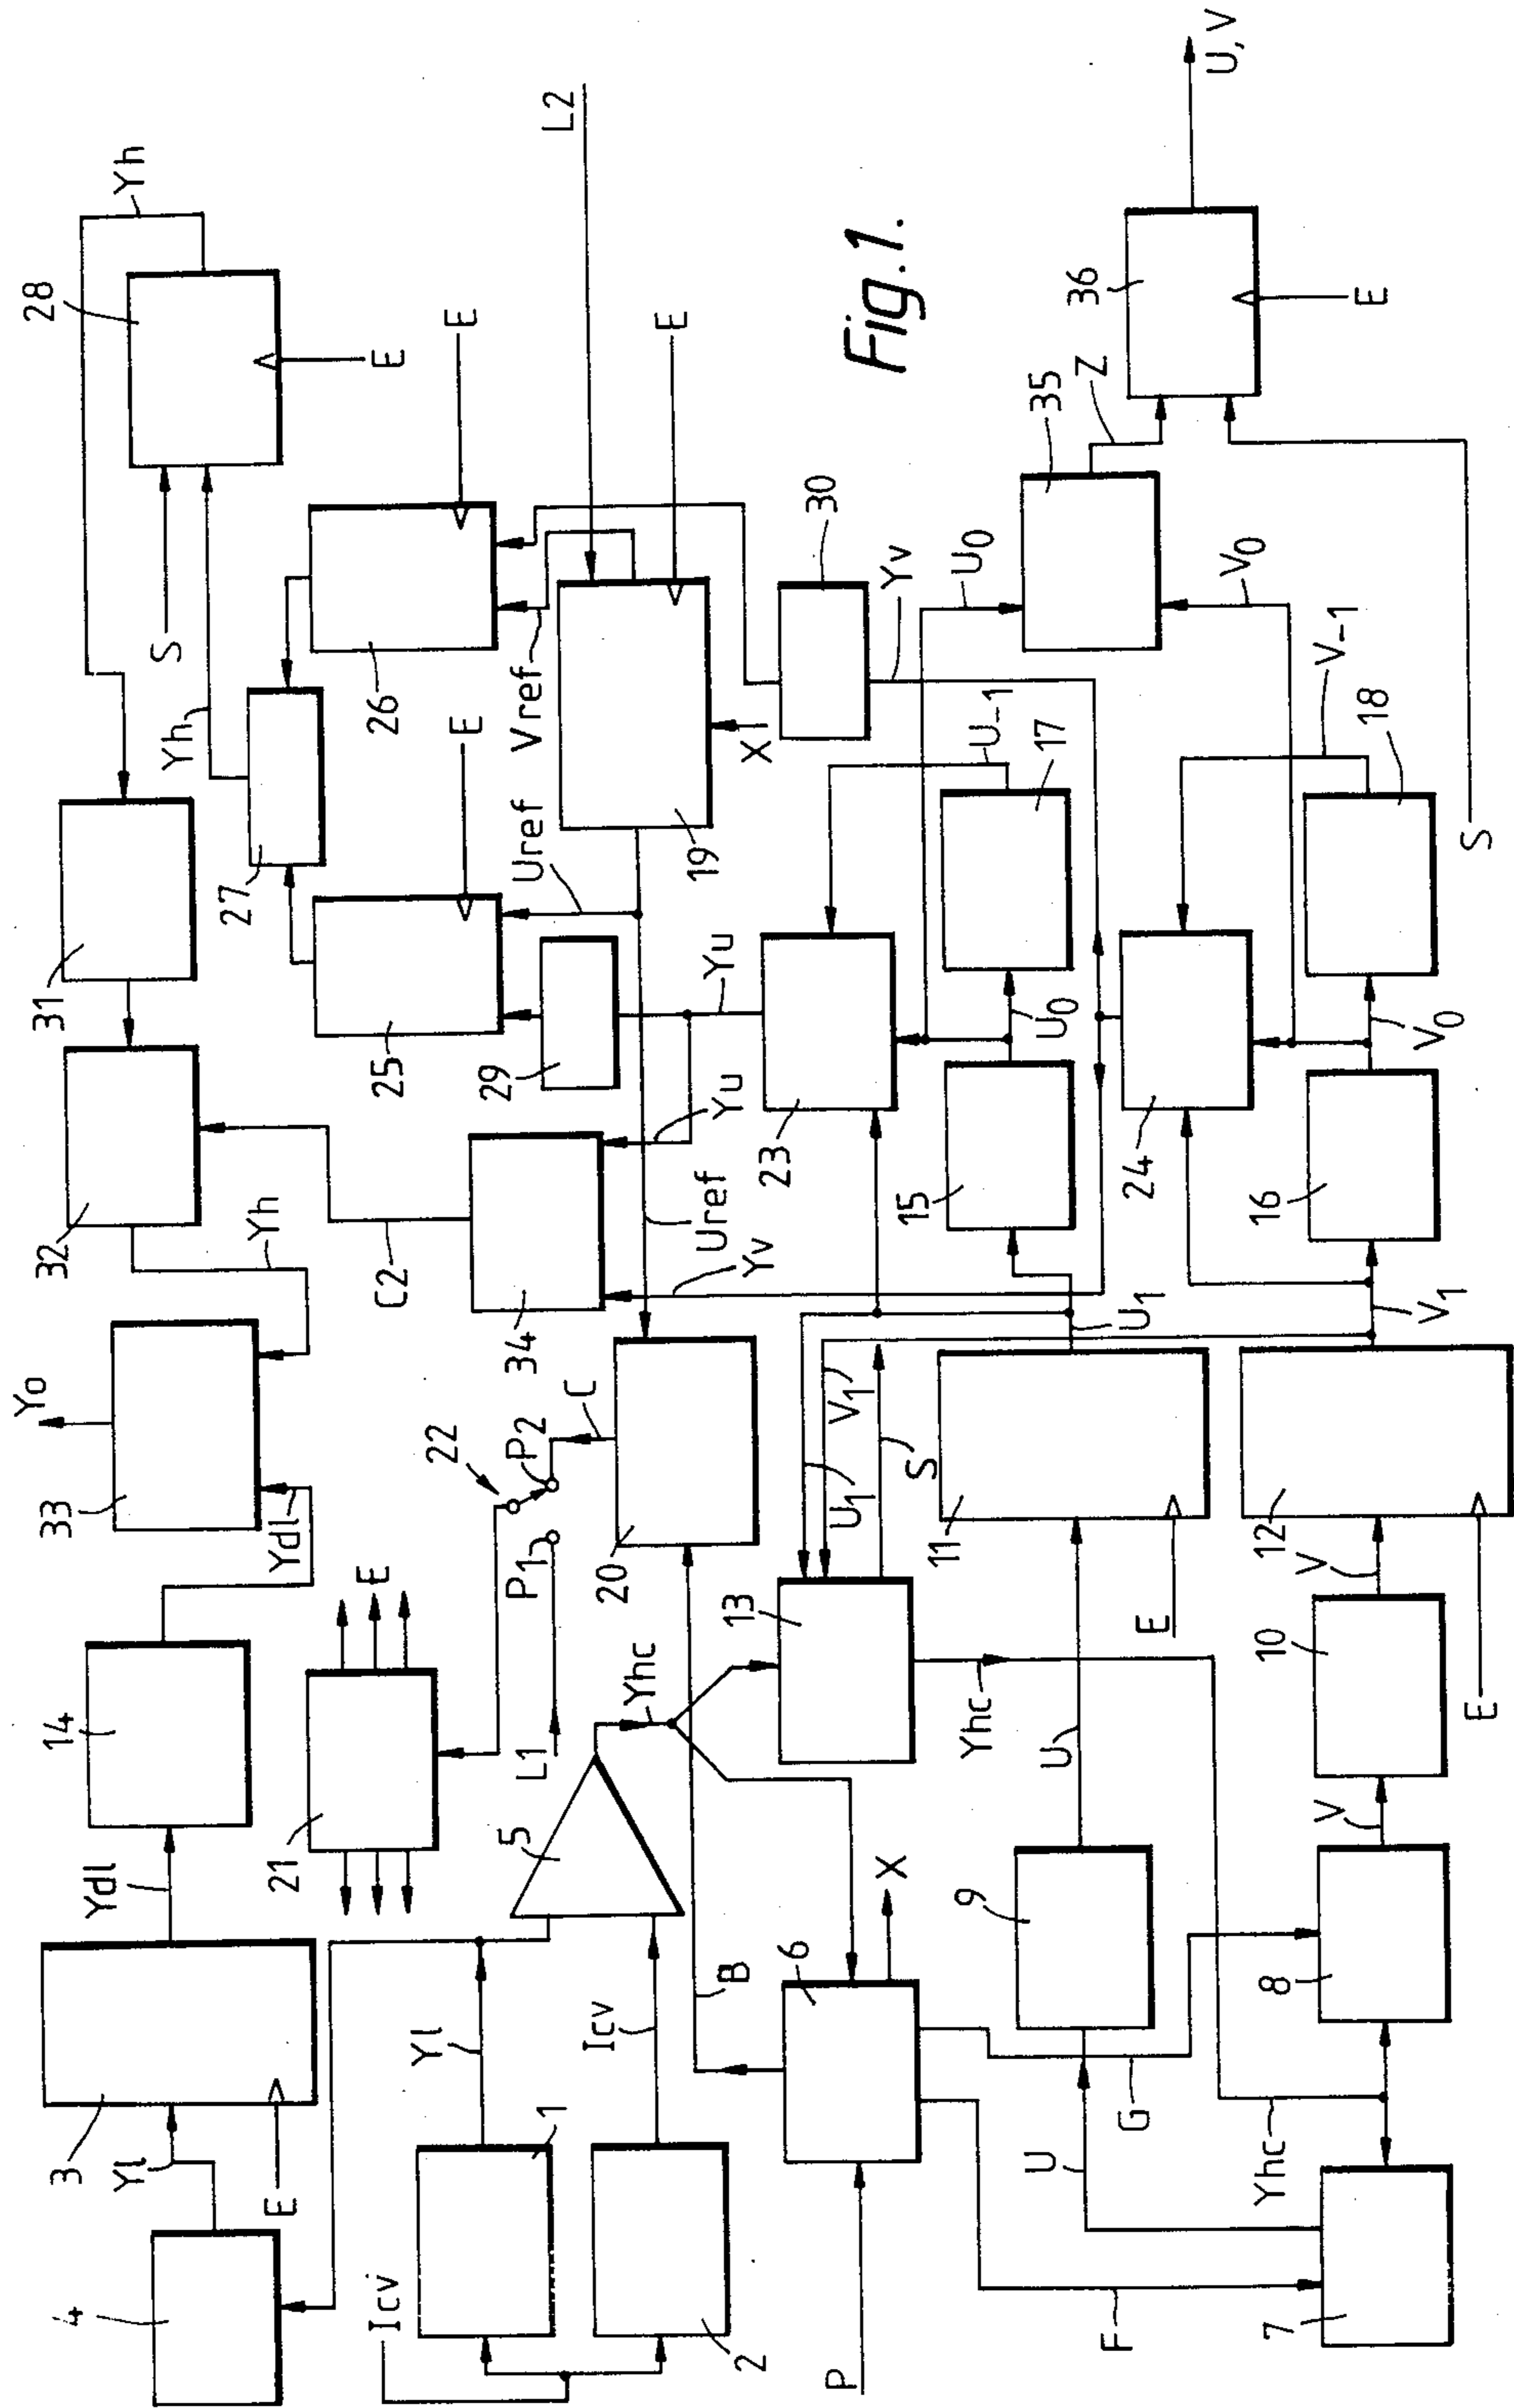 Yh
28
E
S
Yh
E
26
L2
Vref
E
27
31
E
Uref
19
X
30
Yv
U-1
17
U0
35
Z
36
E
U, V
V0
V-1
18
S
Fig.1.
25
29
Yu
Yu
23
15
U0
24
16
V0
32
Yh
C2
34
Uref
Yv
U1
V1
Yo
33
Ydl
22
P2
P1
C
20
U1
V1
S
11
E
12
E
14
E
21
L1
Yhc
13
Yhc
U
10
V
V
Ydl
5
X
6
B
9
8
G
3
Yl
E
Yl
Icv
1
2
Icv
4
P
F
U
Yhc
7